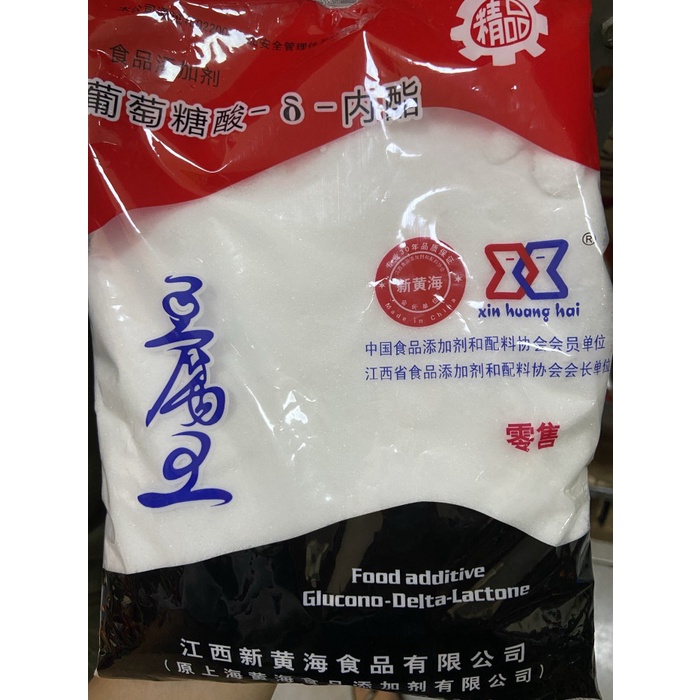 精品
食品添加剂
葡萄糖酸-δ-内酯
新黄海
Made in China
®
xin huang hai
中国食品添加剂和配料协会会员单位
江西省食品添加剂和配料协会会长单位
豆腐王
零售
Food additive
Glucono-Delta-Lactone
江西新黄海食品有限公司
(原上海黄海食品添加剂有限公司)